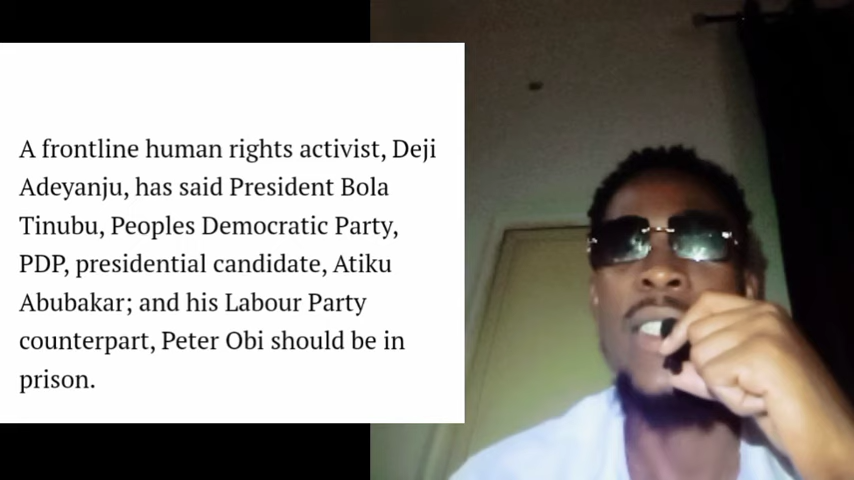 A frontline human rights activist, Deji
Adeyanju, has said President Bola
Tinubu, Peoples Democratic Party,
PDP, presidential candidate, Atiku
Abubakar; and his Labour Party
counterpart, Peter Obi should be in
prison.